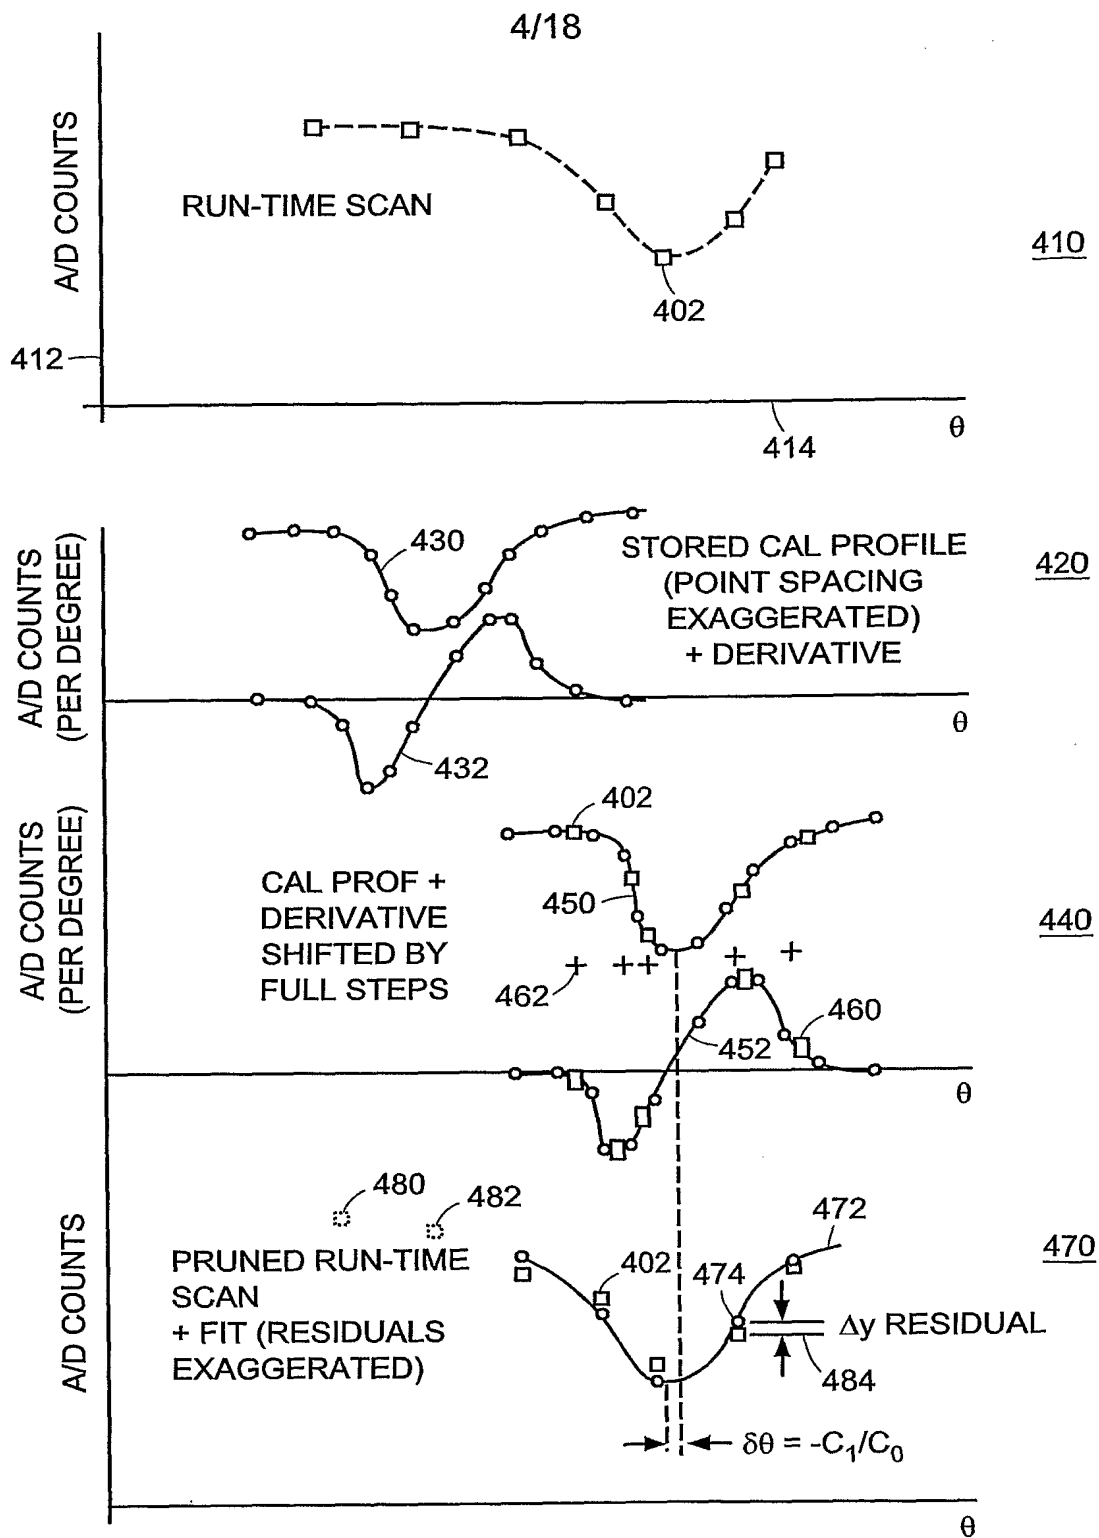 4/18
A/D COUNTS
RUN-TIME SCAN
402
410
412
414
θ
A/D COUNTS
(PER DEGREE)
430
STORED CAL PROFILE
(POINT SPACING
EXAGGERATED)
+ DERIVATIVE
420
432
θ
A/D COUNTS
(PER DEGREE)
402
CAL PROF +
DERIVATIVE
SHIFTED BY
FULL STEPS
450
440
462
460
452
θ
A/D COUNTS
480
482
472
470
PRUNED RUN-TIME
SCAN
+ FIT (RESIDUALS
EXAGGERATED)
402
474
Δy RESIDUAL
484
δθ = -C₁/C₀
θ